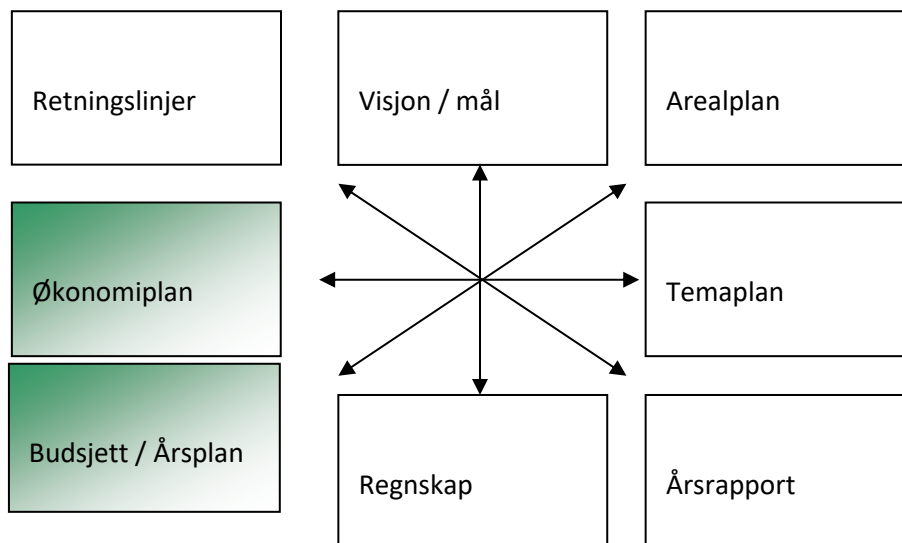 Retningslinjer
Visjon / mål
Arealplan
Økonomiplan
Temaplan
Budsjett / Årsplan
Regnskap
Årsrapport